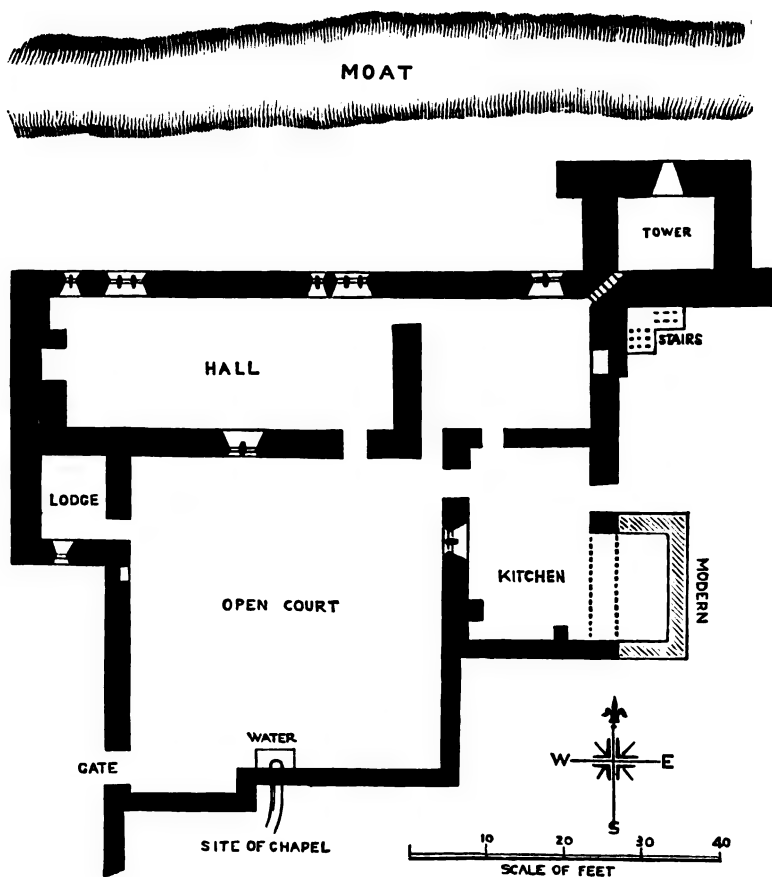 MOAT
TOWER
STAIRS
HALL
LODGE
KITCHEN
MODERN
OPEN COURT
WATER
GATE
W E
S
SITE OF CHAPEL
10 20 30 40
SCALE OF FEET